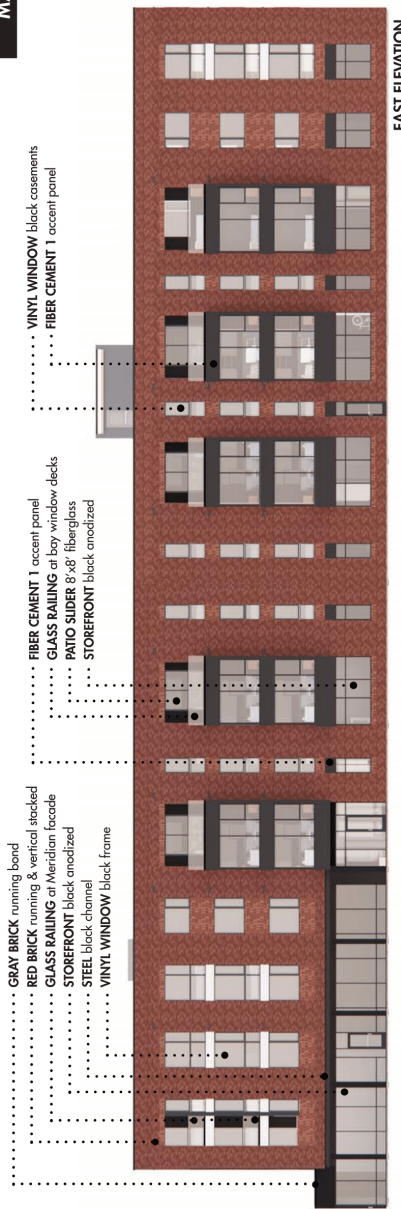 GRAY BRICK running bond
RED BRICK running & vertical stacked
GLASS RAILING at Meridian facade
STOREFRONT black anodized
STEEL black channel
VINYL WINDOW black frame
FIBER CEMENT 1 accent panel
GLASS RAILING at bay window decks
PATIO SLIDER 8'x8' fiberglass
STOREFRONT black anodized
VINYL WINDOW black casements
FIBER CEMENT 1 accent panel
EAST ELEVATION